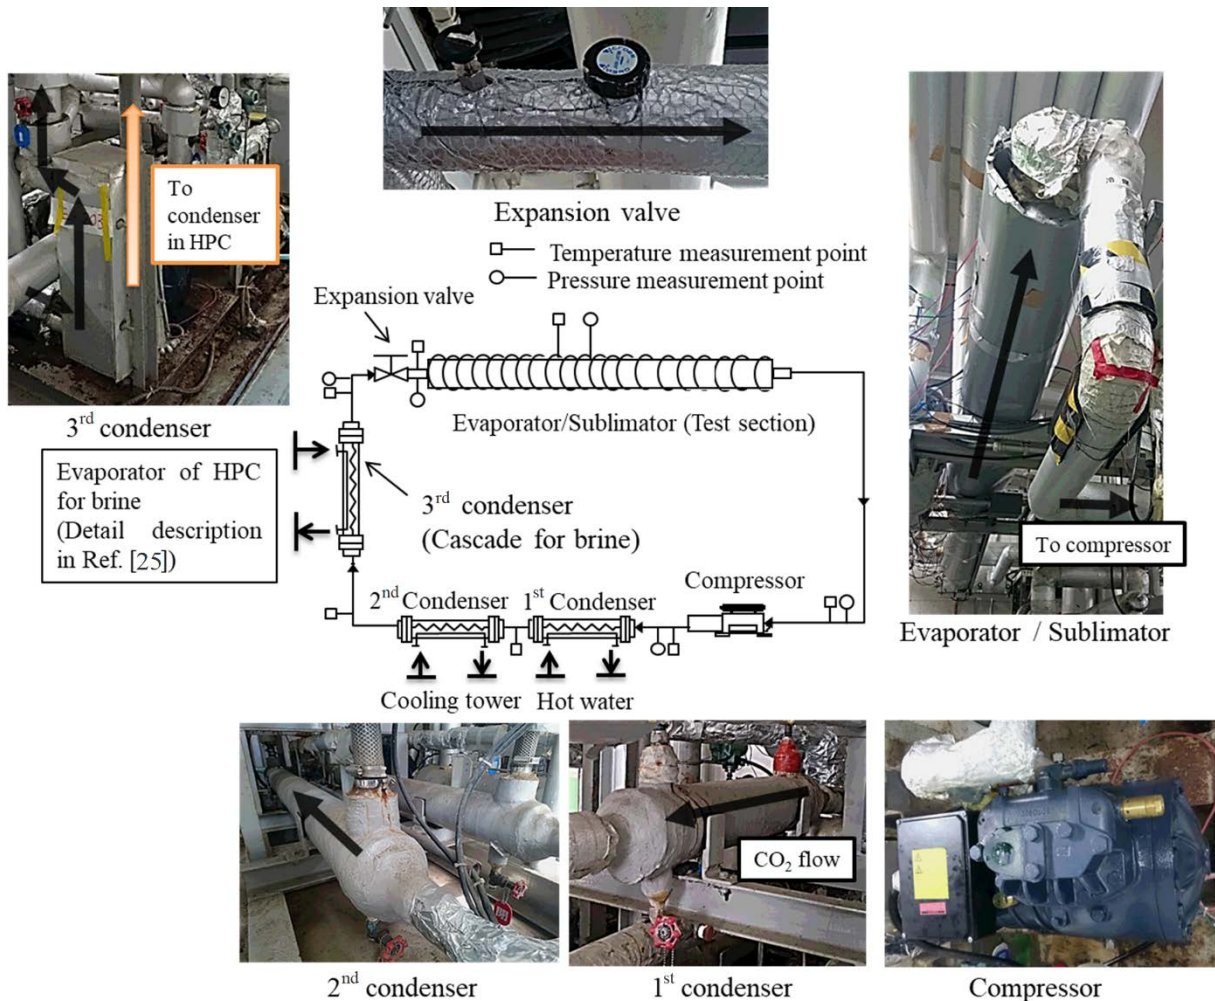 To
condenser
in HPC
Expansion valve
Temperature measurement point
Pressure measurement point
Expansion valve
3rd condenser
Evaporator/Sublimator (Test section)
Evaporator of HPC
for brine
(Detail description
in Ref. [25])
3rd condenser
(Cascade for brine)
To compressor
Compressor
2nd Condenser
1st Condenser
Evaporator / Sublimator
Cooling tower
Hot water
CO₂ flow
2nd condenser
1st condenser
Compressor